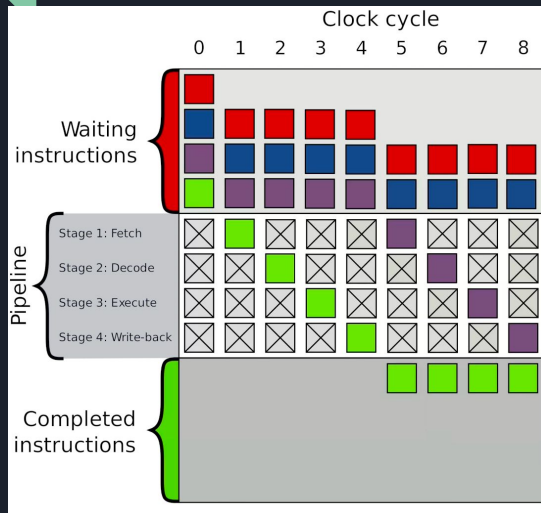 Clock cycle
0 1 2 3 4 5 6 7 8
Waiting
instructions
Pipeline
Stage 1: Fetch
Stage 2: Decode
Stage 3: Execute
Stage 4: Write-back
Completed
instructions